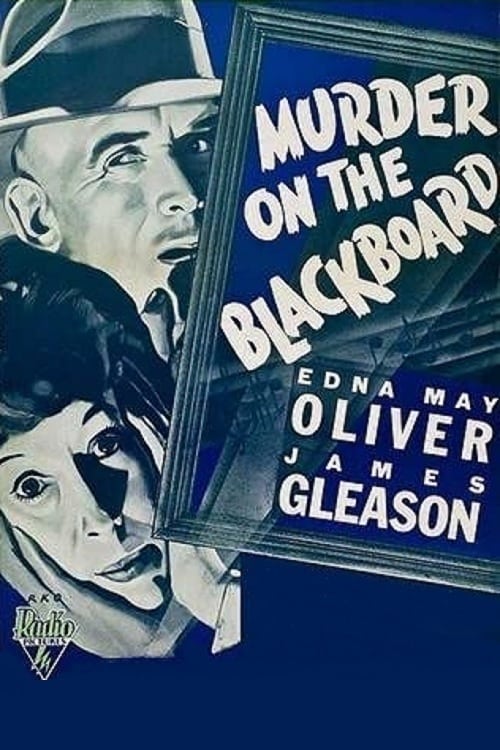 MURDER
ON THE
BLACKBOARD
EDNA MAY
OLIVER
JAMES
GLEASON
RKO
Radio
PICTURES